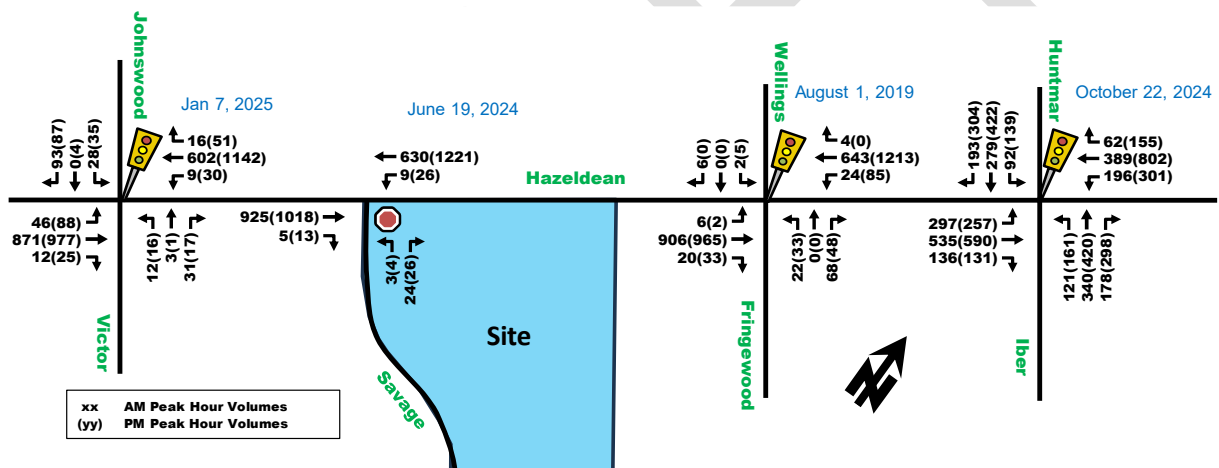 Johnswood
Jan 7, 2025
93(87)
0(4)
28(35)
16(51)
602(1142)
9(30)
46(88)
871(977)
12(25)
12(16)
3(1)
31(17)
Victor
June 19, 2024
630(1221)
9(26)
925(1018)
5(13)
3(4)
24(26)
Hazeldean
Site
Savage
Wellings
August 1, 2019
6(0)
0(0)
2(5)
4(0)
643(1213)
24(85)
6(2)
906(965)
20(33)
22(33)
0(0)
68(48)
Fringewood
Huntmar
October 22, 2024
193(304)
279(422)
92(139)
62(155)
389(802)
196(301)
297(257)
535(590)
136(131)
121(161)
340(420)
178(298)
Iber
N
xx AM Peak Hour Volumes
(yy) PM Peak Hour Volumes